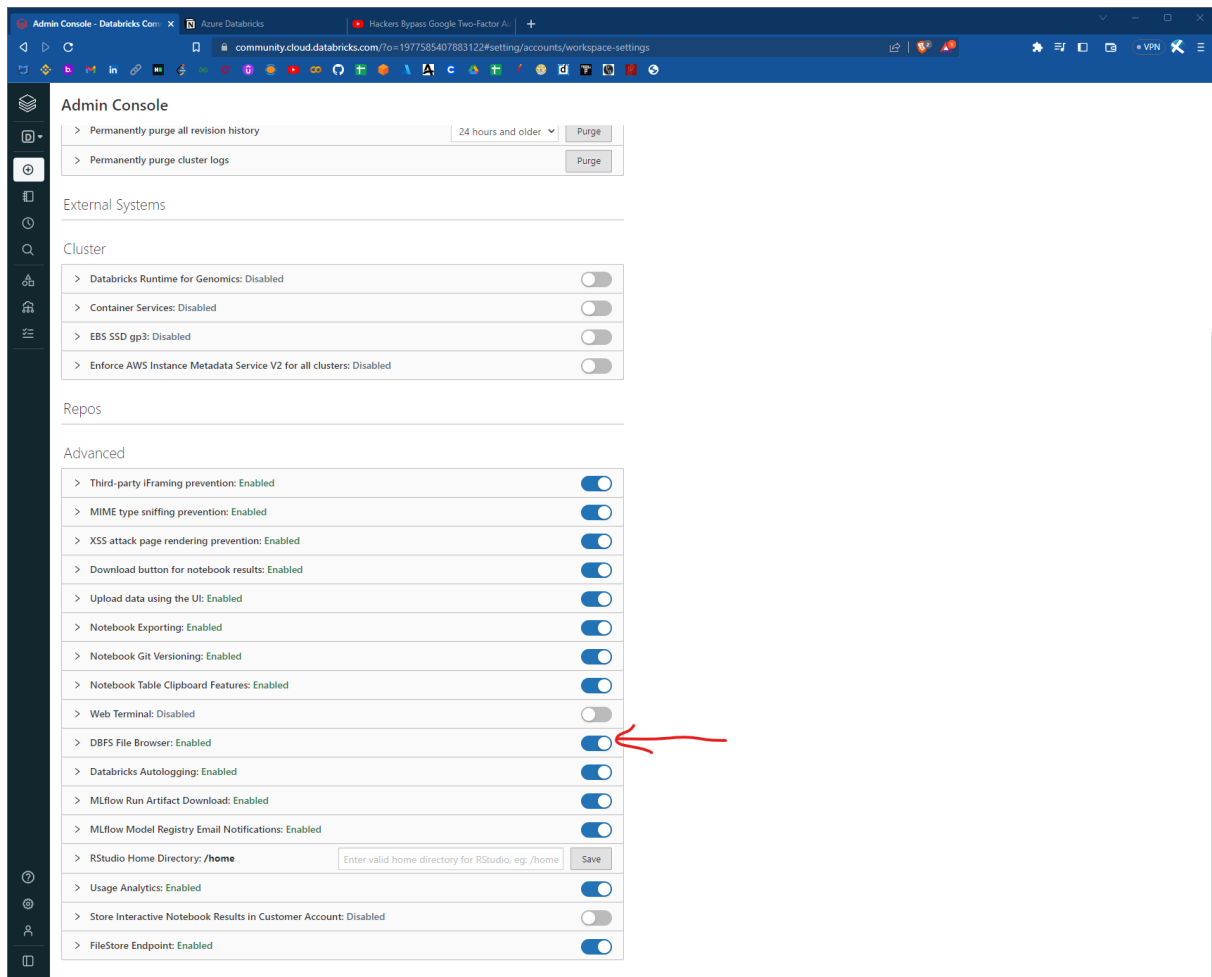 Admin Console - Databricks Com
Azure Databricks
Hackers Bypass Google Two-Factor Au
community.cloud.databricks.com/?o=1977585407883122#setting/accounts/workspace-settings
VPN
Admin Console
Permanently purge all revision history
24 hours and older
Purge
Permanently purge cluster logs
Purge
External Systems
Cluster
Databricks Runtime for Genomics: Disabled
Container Services: Disabled
EBS SSD gp3: Disabled
Enforce AWS Instance Metadata Service V2 for all clusters: Disabled
Repos
Advanced
Third-party iFraming prevention: Enabled
MIME type sniffing prevention: Enabled
XSS attack page rendering prevention: Enabled
Download button for notebook results: Enabled
Upload data using the UI: Enabled
Notebook Exporting: Enabled
Notebook Git Versioning: Enabled
Notebook Table Clipboard Features: Enabled
Web Terminal: Disabled
DBFS File Browser: Enabled
Databricks Autologging: Enabled
MLflow Run Artifact Download: Enabled
MLflow Model Registry Email Notifications: Enabled
RStudio Home Directory: /home
Enter valid home directory for RStudio, eg: /home
Save
Usage Analytics: Enabled
Store Interactive Notebook Results in Customer Account: Disabled
FileStore Endpoint: Enabled